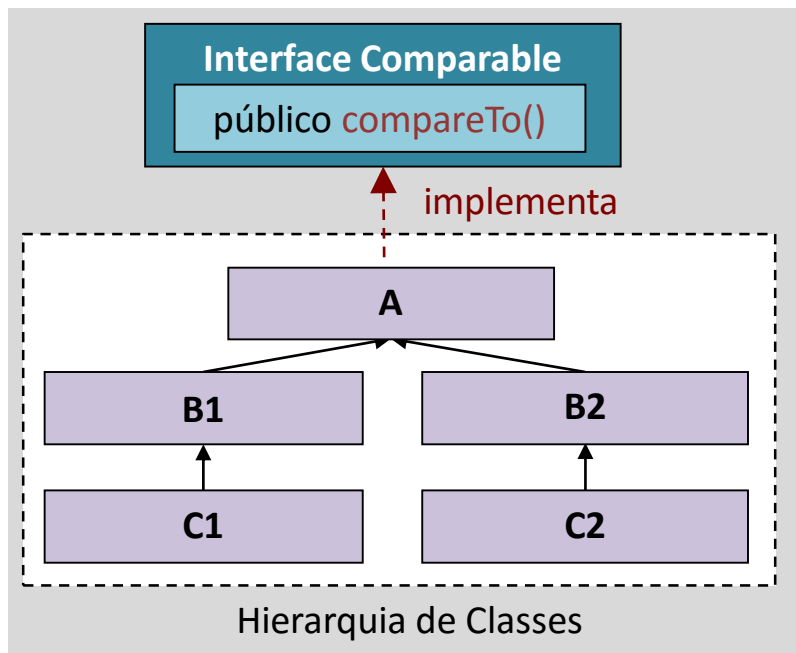 Interface Comparable
público compareTo()
implementa
A
B1
B2
C1
C2
Hierarquia de Classes